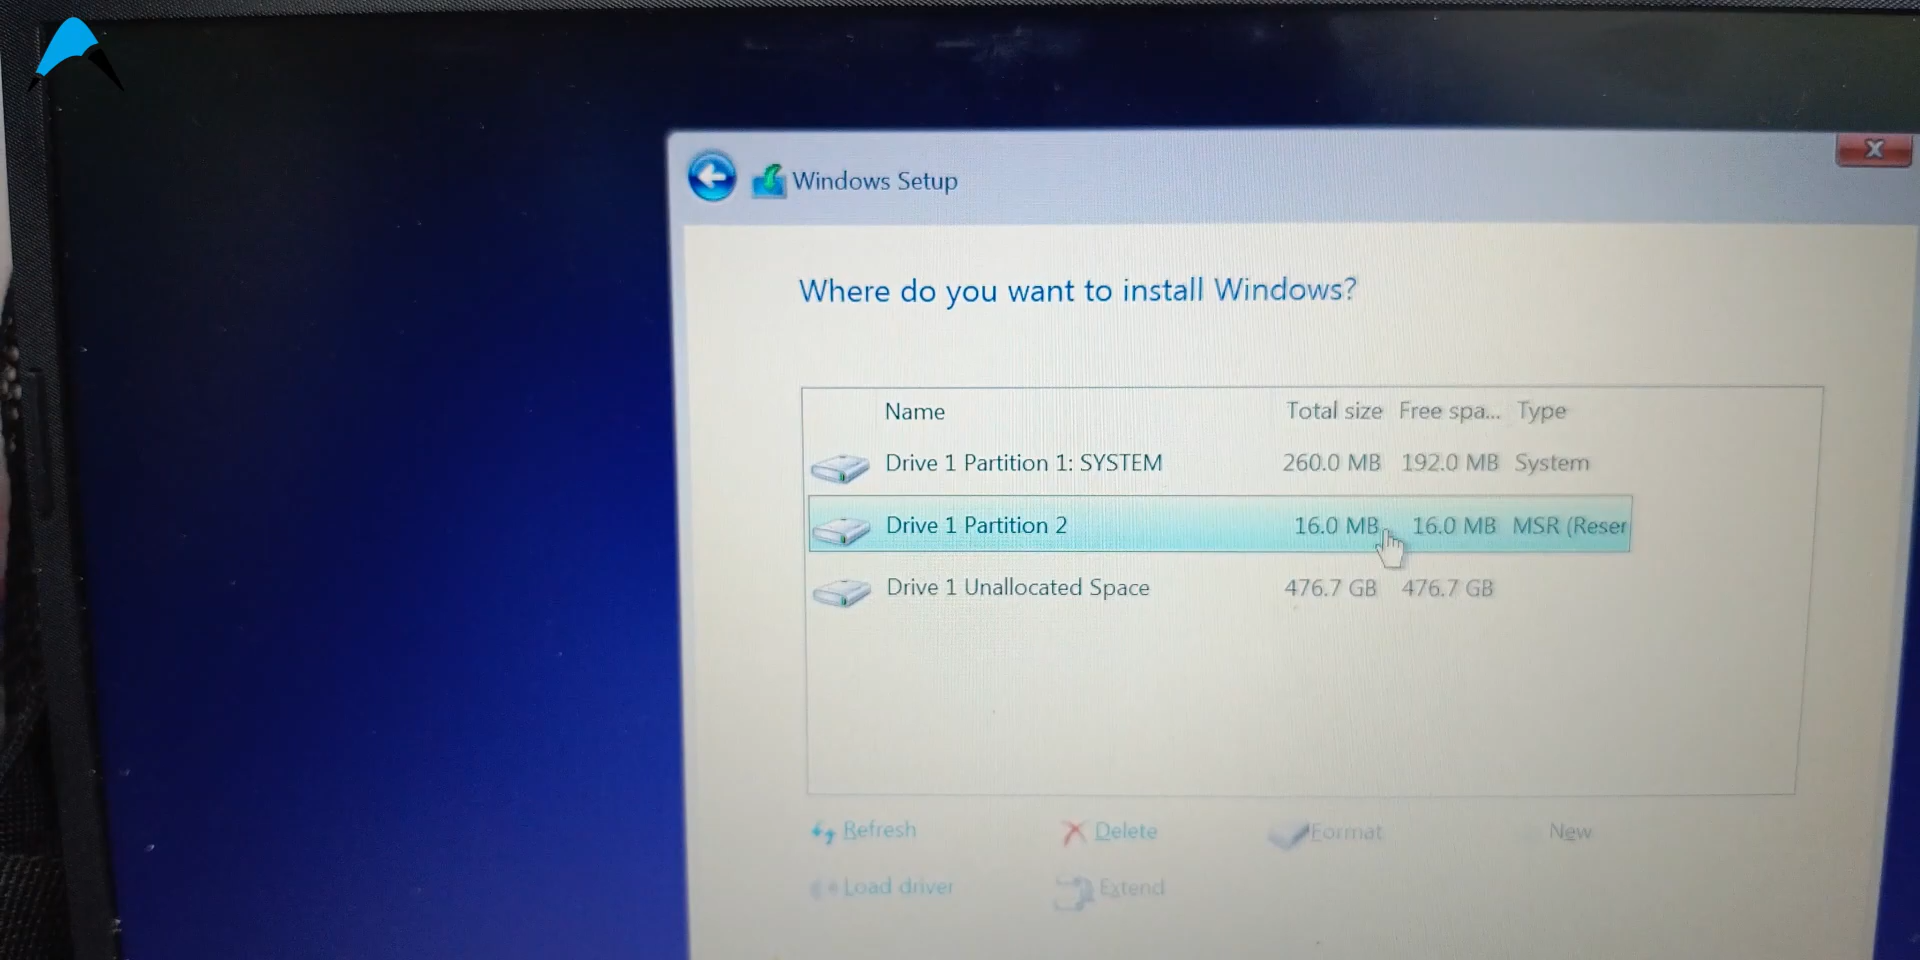 Windows Setup
Where do you want to install Windows?
Name Total size Free spa... Type
Drive 1 Partition 1: SYSTEM 260.0 MB 192.0 MB System
Drive 1 Partition 2 16.0 MB 16.0 MB MSR (Reser
Drive 1 Unallocated Space 476.7 GB 476.7 GB
Refresh Delete Format New
Load driver Extend